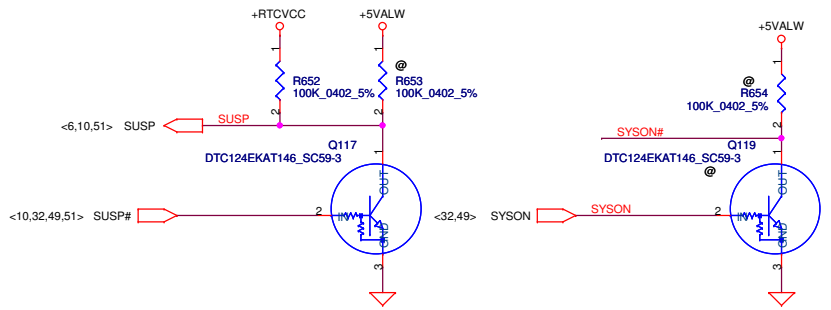 +RTCVCC
+5VALW
+5VALW
1
1
1
@
R652
R653
100K_0402_5%
100K_0402_5%
@
R654
100K_0402_5%
2
2
2
<6,10,51> SUSP
SUSP
SYSON#
Q117
1
DTC124EKAT146_SC59-3
Q119
1
DTC124EKAT146_SC59-3
@
OUT
OUT
<10,32,49,51> SUSP#
2
IN
<32,49> SYSON
SYSON
2
IN
GND
GND
3
3